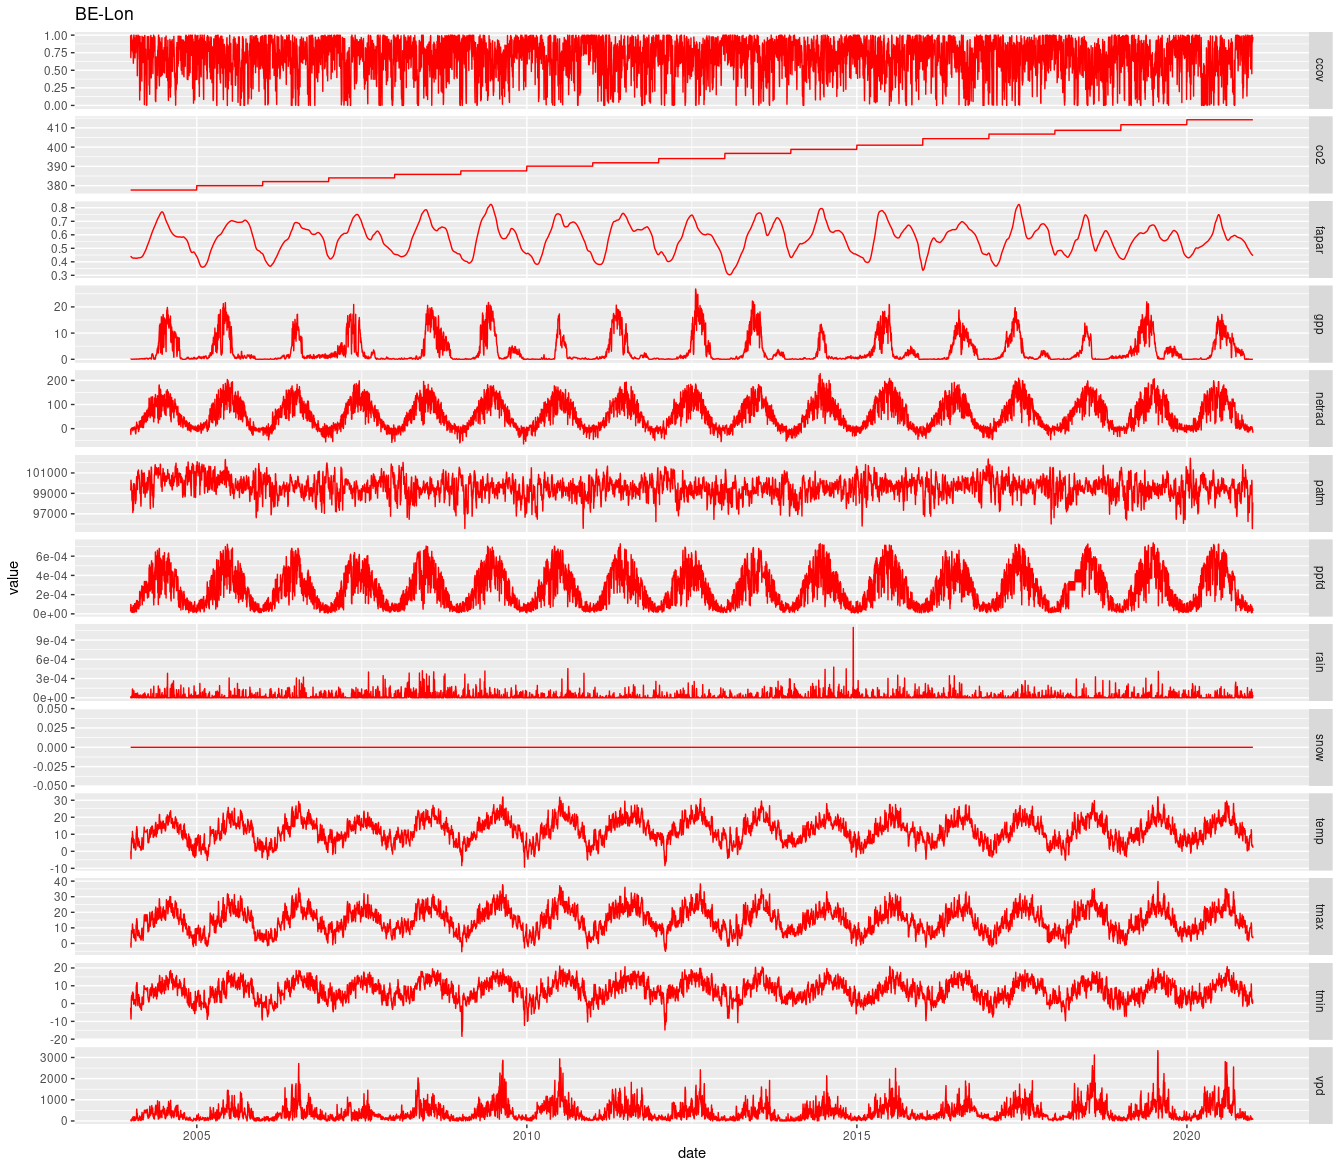 BE-Lon
1.00
0.75
0.50
0.25
0.00
ccov
410
400
390
380
co2
0.8
0.7
0.6
0.5
0.4
0.3
fapar
20
10
0
gpp
200
100
0
netrad
101000
99000
97000
patm
6e-04
4e-04
2e-04
0e+00
ppfd
9e-04
6e-04
3e-04
0e+00
rain
0.050
0.025
0.000
-0.025
-0.050
snow
30
20
10
0
-10
temp
40
30
20
10
0
tmax
20
10
0
-10
-20
tmin
3000
2000
1000
0
vpd
value
2005 2010 2015 2020
date